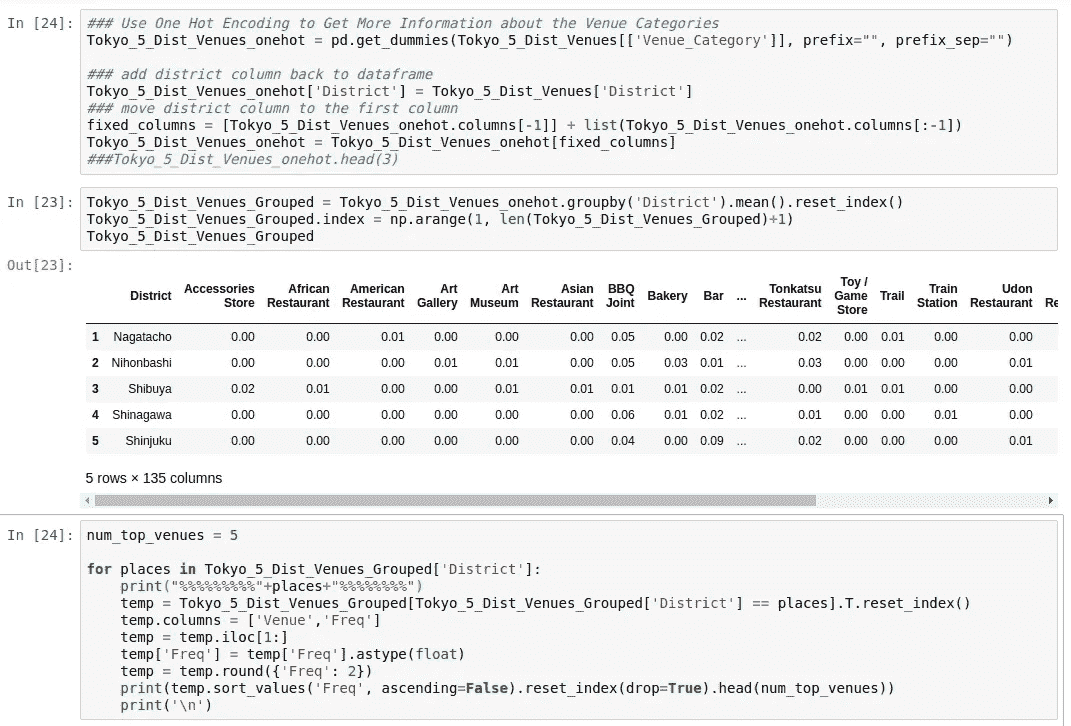 In [24]: ### Use One Hot Encoding to Get More Information about the Venue Categories
Tokyo_5_Dist_Venues_onehot = pd.get_dummies(Tokyo_5_Dist_Venues[['Venue_Category']], prefix="", prefix_sep="")
### add district column back to dataframe
Tokyo_5_Dist_Venues_onehot['District'] = Tokyo_5_Dist_Venues['District']
### move district column to the first column
fixed_columns = [Tokyo_5_Dist_Venues_onehot.columns[-1]] + list(Tokyo_5_Dist_Venues_onehot.columns[:-1])
Tokyo_5_Dist_Venues_onehot = Tokyo_5_Dist_Venues_onehot[fixed_columns]
###Tokyo_5_Dist_Venues_onehot.head(3)
In [23]: Tokyo_5_Dist_Venues_Grouped = Tokyo_5_Dist_Venues_onehot.groupby('District').mean().reset_index()
Tokyo_5_Dist_Venues_Grouped.index = np.arange(1, len(Tokyo_5_Dist_Venues_Grouped)+1)
Tokyo_5_Dist_Venues_Grouped
Out[23]:
District Accessories Store African Restaurant American Restaurant Art Gallery Art Museum Asian Restaurant BBQ Joint Bakery Bar ... Tonkatsu Restaurant Toy / Game Store Trail Train Station Udon Restaurant Re
1 Nagatacho 0.00 0.00 0.01 0.00 0.00 0.00 0.05 0.00 0.02 ... 0.02 0.00 0.01 0.00 0.00
2 Nihonbashi 0.00 0.00 0.00 0.01 0.01 0.00 0.05 0.03 0.01 ... 0.03 0.00 0.00 0.00 0.01
3 Shibuya 0.02 0.01 0.00 0.00 0.01 0.01 0.01 0.01 0.02 ... 0.00 0.01 0.01 0.00 0.00
4 Shinagawa 0.00 0.00 0.00 0.00 0.00 0.00 0.06 0.01 0.02 ... 0.01 0.00 0.00 0.01 0.00
5 Shinjuku 0.00 0.00 0.00 0.00 0.00 0.00 0.04 0.00 0.09 ... 0.02 0.00 0.00 0.00 0.01
5 rows × 135 columns
In [24]: num_top_venues = 5
for places in Tokyo_5_Dist_Venues_Grouped['District']:
print("%%%%%%%%%"+places+"%%%%%%%%")
temp = Tokyo_5_Dist_Venues_Grouped[Tokyo_5_Dist_Venues_Grouped['District'] == places].T.reset_index()
temp.columns = ['Venue','Freq']
temp = temp.iloc[1:]
temp['Freq'] = temp['Freq'].astype(float)
temp = temp.round({'Freq': 2})
print(temp.sort_values('Freq', ascending=False).reset_index(drop=True).head(num_top_venues))
print('\n')